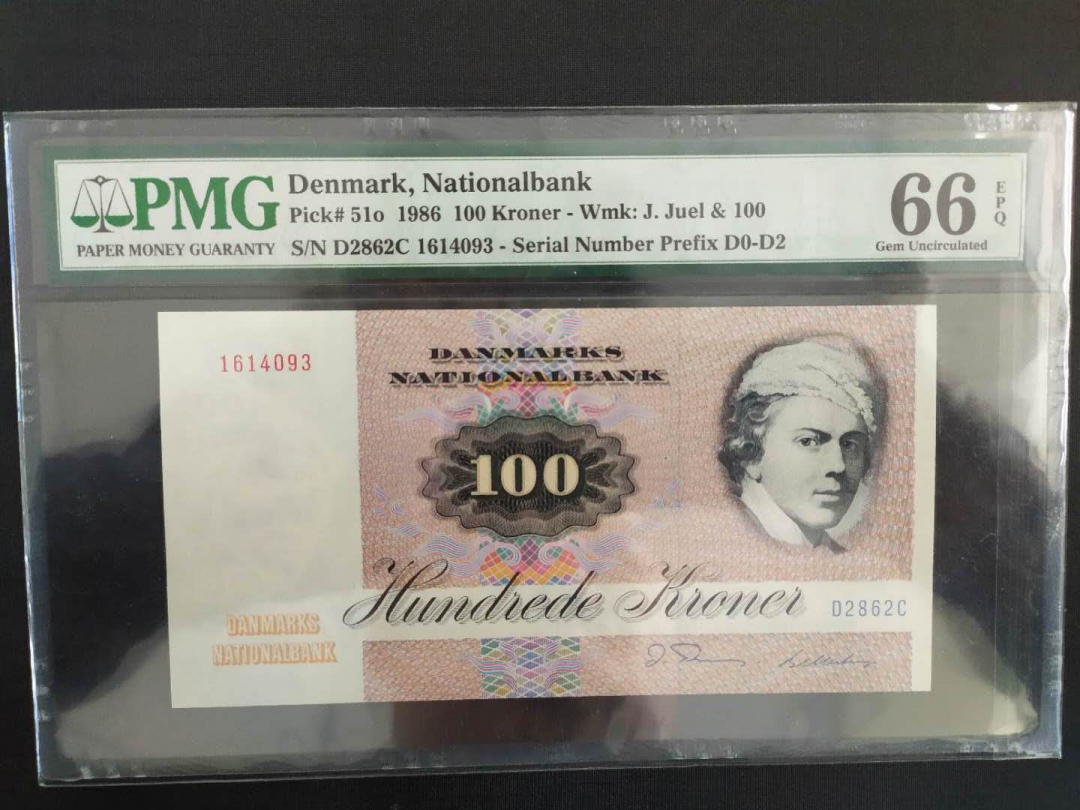 PMG
PAPER MONEY GUARANTY
Denmark, Nationalbank
Pick# 51o 1986 100 Kroner - Wmk: J. Juel & 100
S/N D2862C 1614093 - Serial Number Prefix D0-D2
66
EPQ
Gem Uncirculated
1614093
DANMARKS
NATIONALBANK
100
Hundrede Kroner
D2862C
DANMARKS
NATIONALBANK